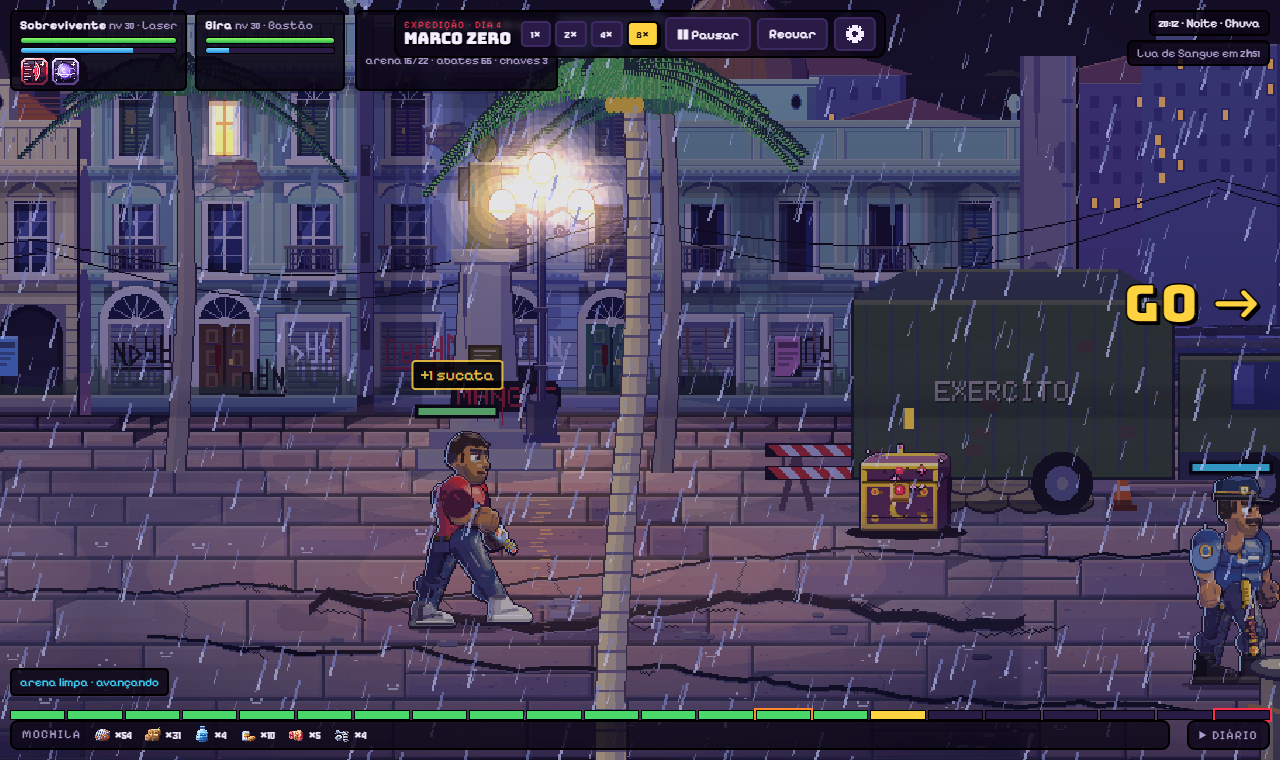 Sobrevivente nv 30 · Laser
Bira nv 30 · Bastão
EXPEDIÇÃO · DIA 4
MARCO ZERO
1×
2×
4×
8×
Pausar
Recuar
20:12 · Noite · Chuva
Lua de Sangue em 2h51
arena 16/22 · abates 66 · chaves 3
GO →
EXERCITO
+1 sucata
arena limpa · avançando
MOCHILA
×54
×31
×4
×10
×5
×4
DIÁRIO